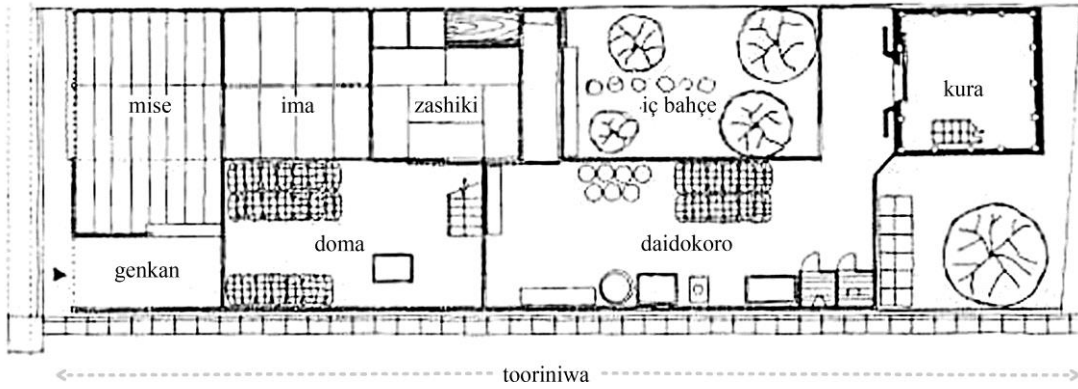 mise
ima
zashiki
iç bahçe
kura
genkan
doma
daidokoro
tooriniwa